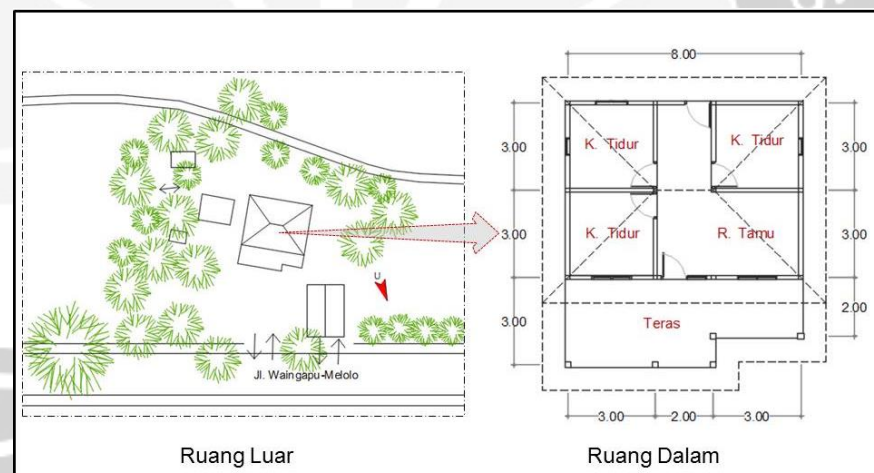 U
Jl. Waingapu-Melolo
Ruang Luar
8.00
3.00
3.00
K. Tidur
K. Tidur
3.00
3.00
K. Tidur
R. Tamu
3.00
2.00
Teras
3.00
2.00
3.00
Ruang Dalam